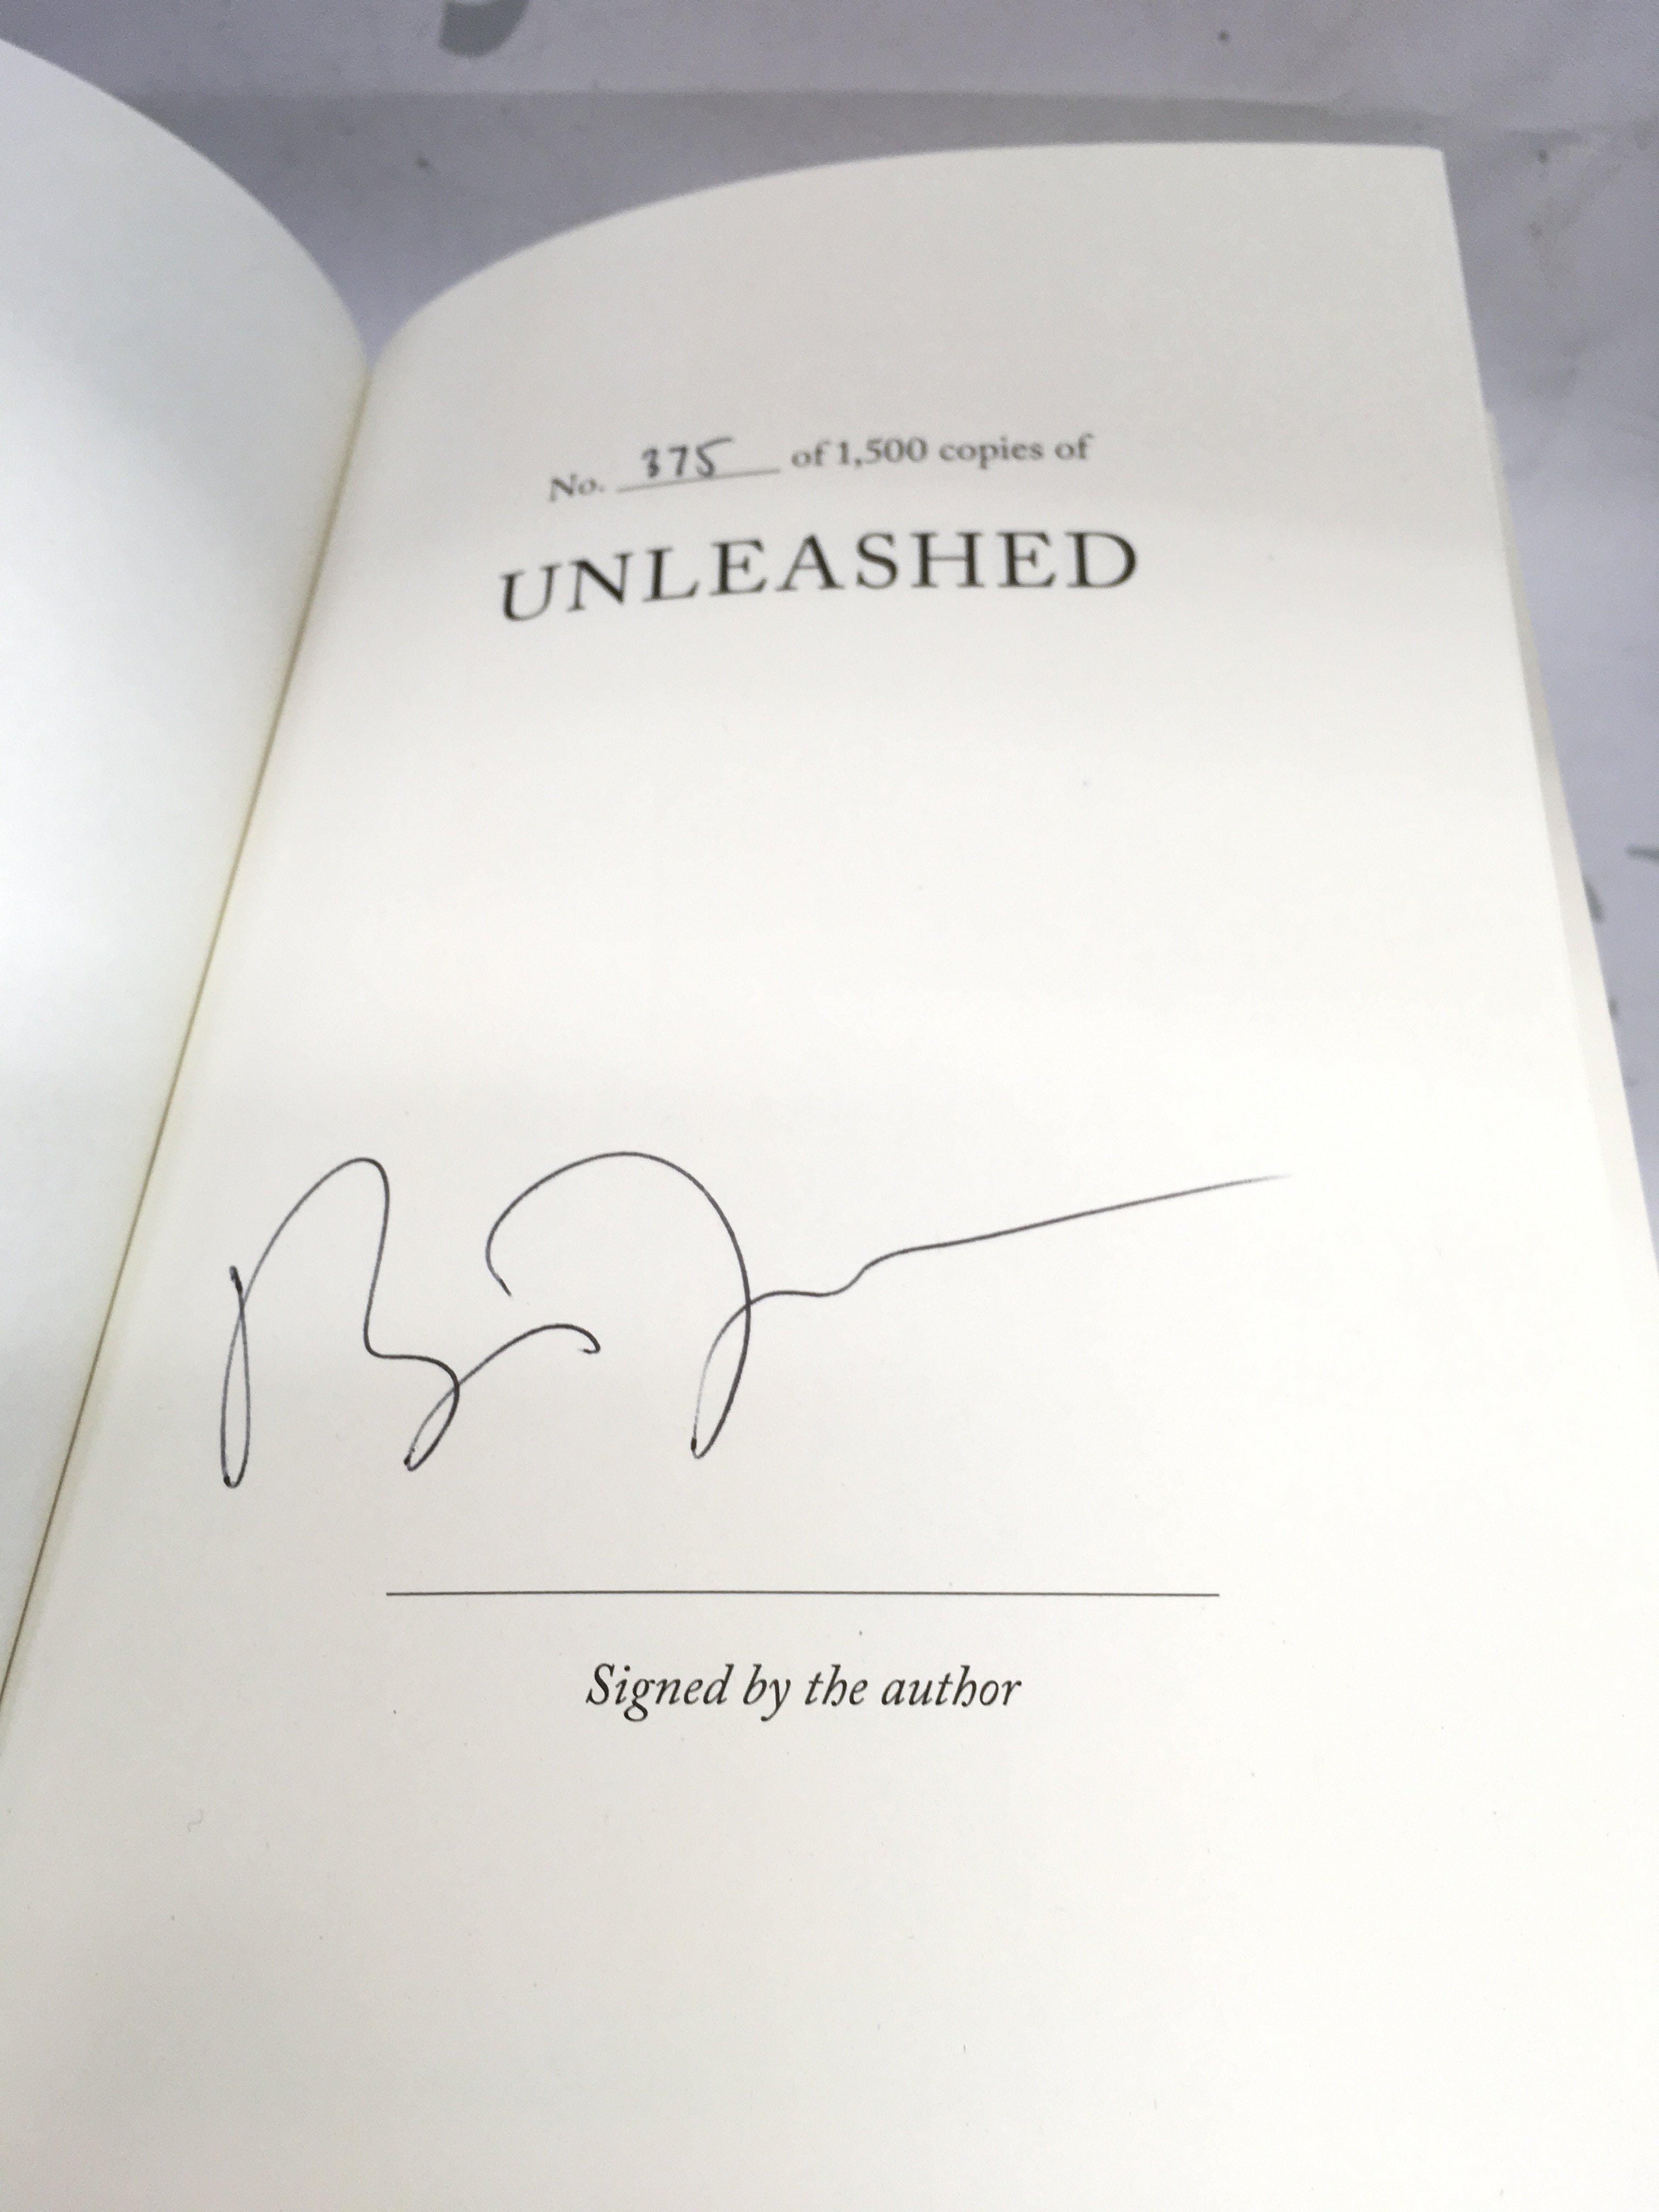 No. 375 of 1,500 copies of
UNLEASHED
Signed by the author